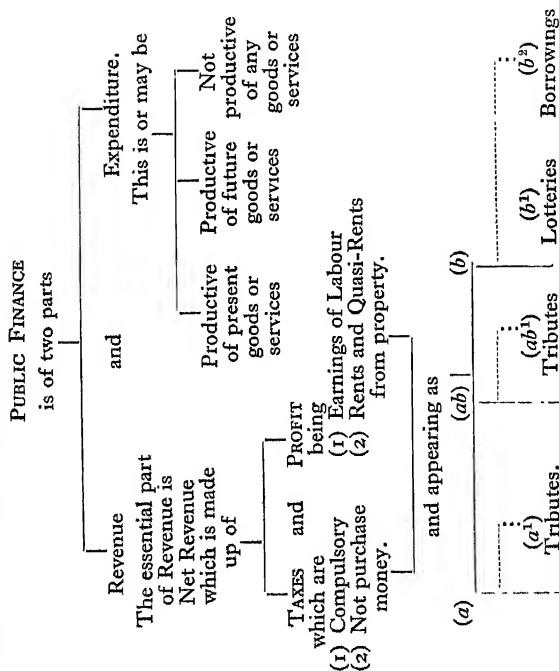 PUBLIC FINANCE
is of two parts
Revenue
The essential part
of Revenue is
Net Revenue
which is made
up of
and
Expenditure.
This is or may be
Productive
of present
goods or
services
Productive
of future
goods or
services
Not
productive
of any
goods or
services
TAXES
which are
(1) Compulsory
(2) Not purchase
money.
and
PROFIT
being
(1) Earnings of Labour
(2) Rents and Quasi-Rents
from property.
and appearing as
(a)
(ab)
(b)
(a¹)
Tributes.
(ab¹)
Tributes
(b¹)
Lotteries
(b²)
Borrowings